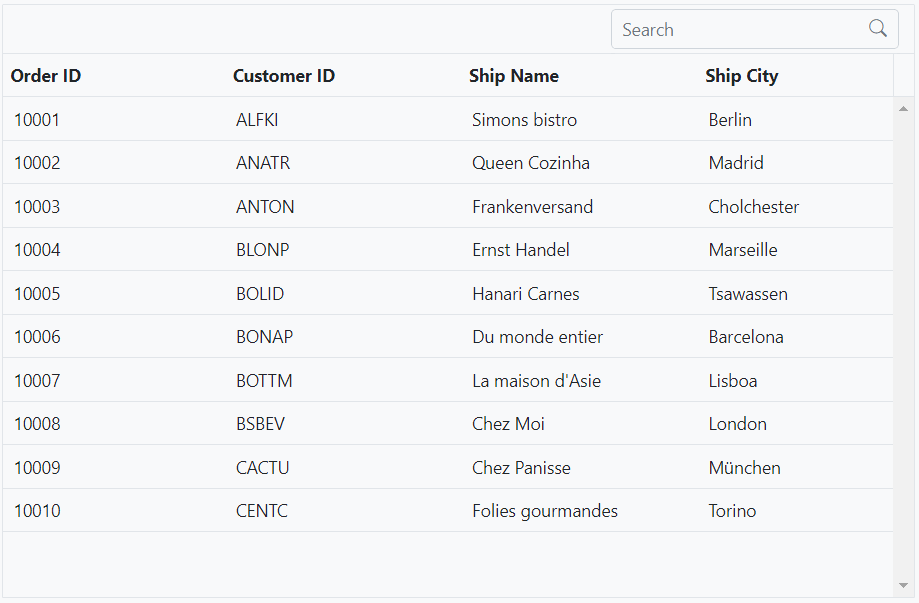 Search
Order ID Customer ID Ship Name Ship City
10001 ALFKI Simons bistro Berlin
10002 ANATR Queen Cozinha Madrid
10003 ANTON Frankenversand Cholchester
10004 BLONP Ernst Handel Marseille
10005 BOLID Hanari Carnes Tsawassen
10006 BONAP Du monde entier Barcelona
10007 BOTTM La maison d'Asie Lisboa
10008 BSBEV Chez Moi London
10009 CACTU Chez Panisse München
10010 CENTC Folies gourmandes Torino